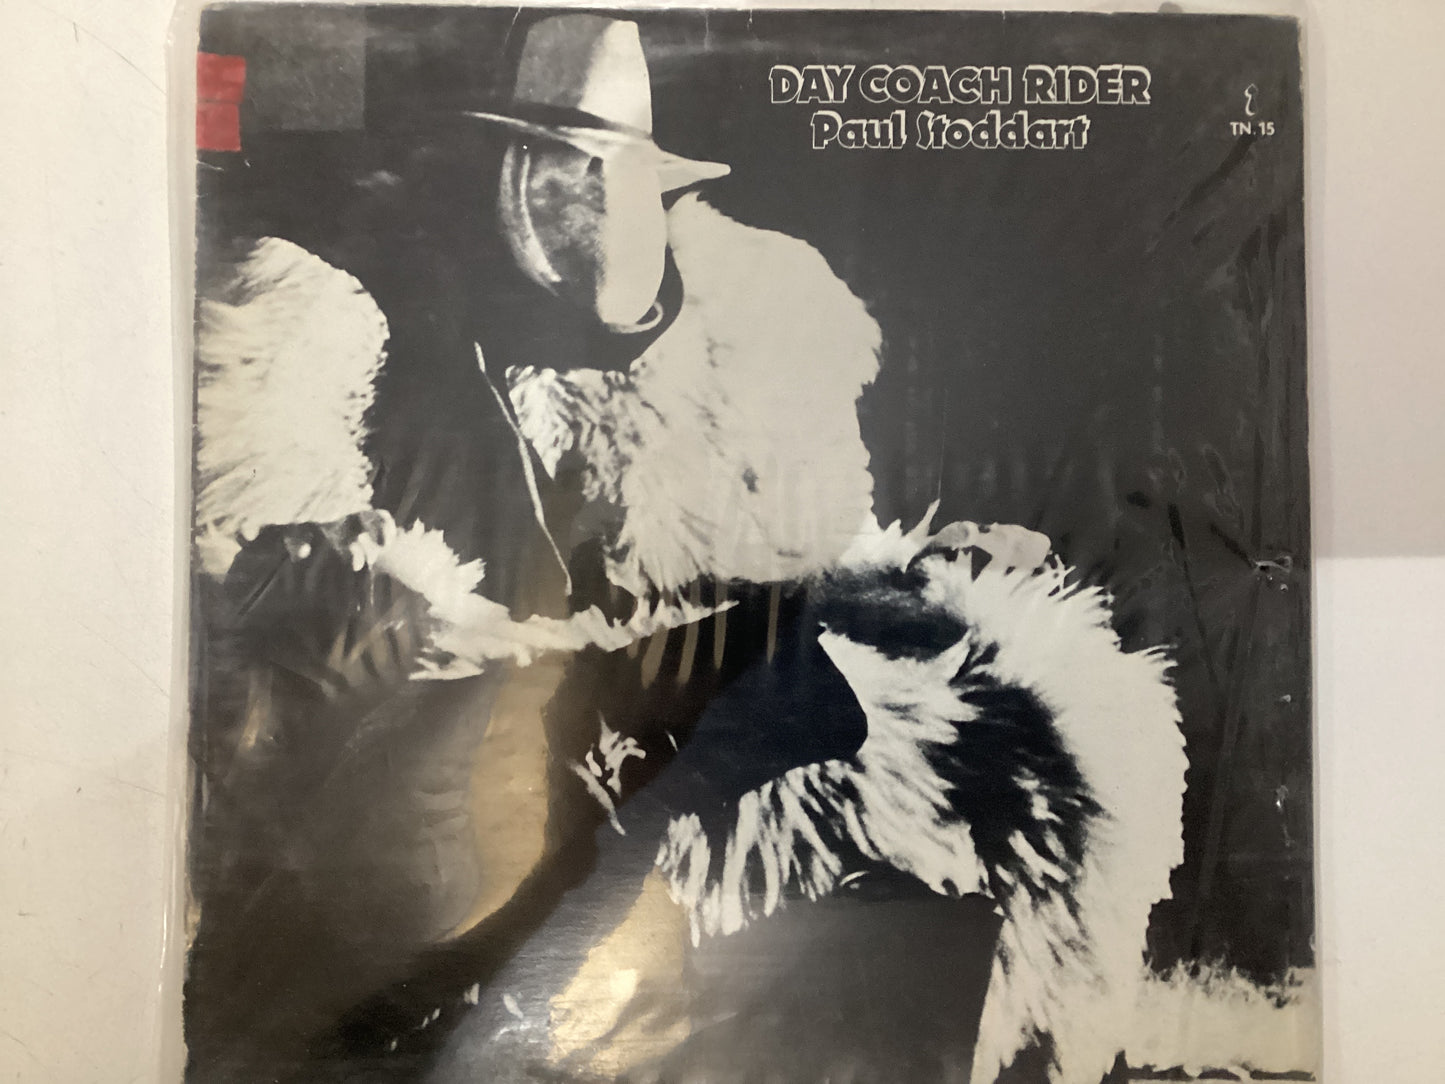 DAY COACH RIDER
Paul Stoddart
TN. 15